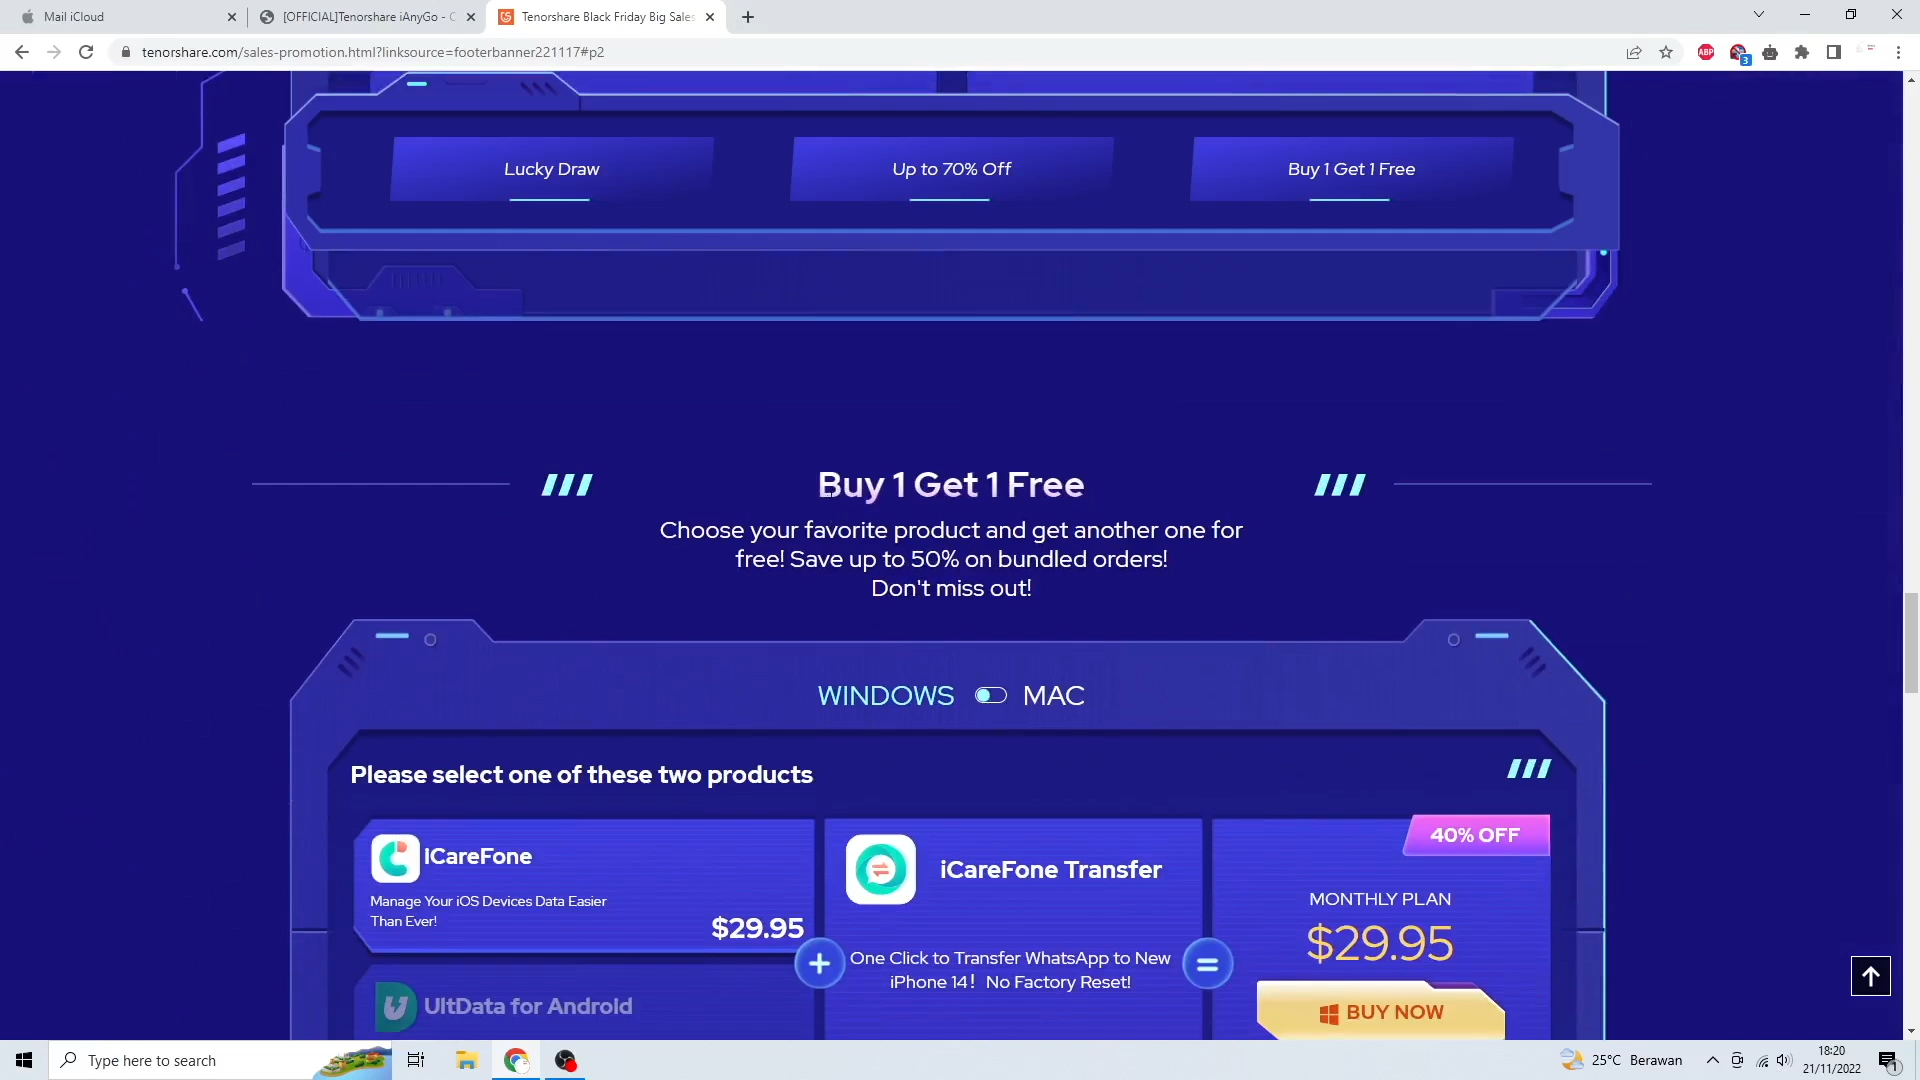 Mail iCloud
[OFFICIAL]Tenorshare iAnyGo - C
Tenorshare Black Friday Big Sales
tenorshare.com/sales-promotion.html?linksource=footerbanner221117#p2
ABP
3
Lucky Draw
Up to 70% Off
Buy 1 Get 1 Free
Buy 1 Get 1 Free
Choose your favorite product and get another one for
free! Save up to 50% on bundled orders!
Don't miss out!
WINDOWS MAC
Please select one of these two products
iCareFone
Manage Your iOS Devices Data Easier
Than Ever!
$29.95
UltData for Android
+
iCareFone Transfer
One Click to Transfer WhatsApp to New
iPhone 14! No Factory Reset!
=
40% OFF
MONTHLY PLAN
$29.95
BUY NOW
Type here to search
25°C Berawan
18:20
21/11/2022
1